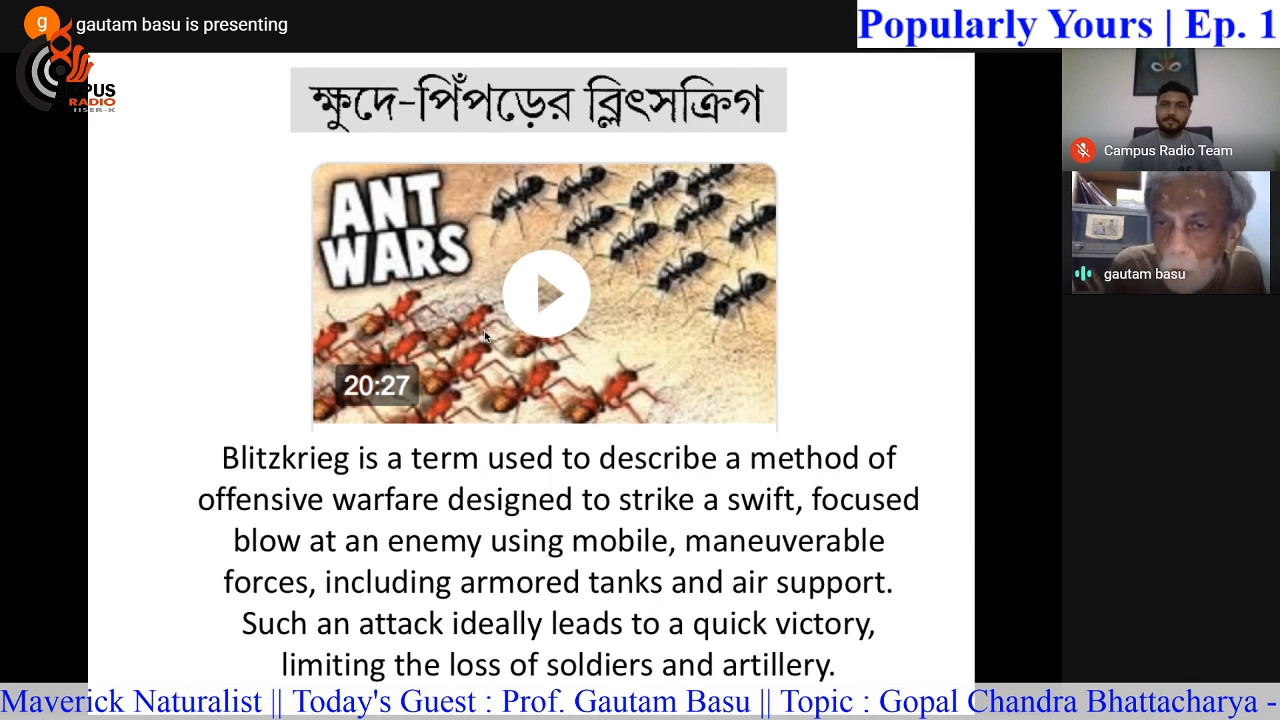 g
gautam basu is presenting
Popularly Yours | Ep. 1
RADIO
IISER-K
ক্ষুদে-পিঁপড়ের ব্লিৎসক্রিগ
ANT
WARS
20:27
Campus Radio Team
gautam basu
Blitzkrieg is a term used to describe a method of
offensive warfare designed to strike a swift, focused
blow at an enemy using mobile, maneuverable
forces, including armored tanks and air support.
Such an attack ideally leads to a quick victory,
limiting the loss of soldiers and artillery.
Maverick Naturalist || Today's Guest : Prof. Gautam Basu || Topic : Gopal Chandra Bhattacharya -